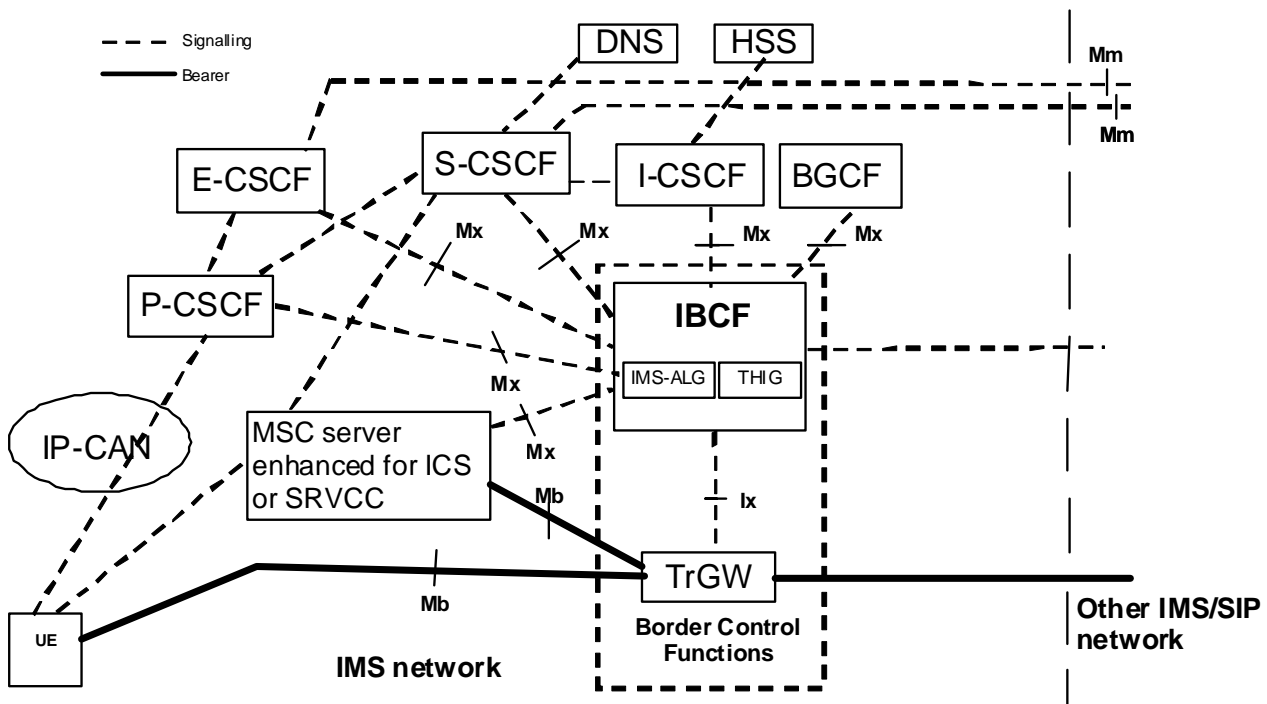 Signalling
Bearer
DNS
HSS
Mm
Mm
E-CSCF
S-CSCF
I-CSCF
BGCF
Mx
Mx
Mx
Mx
P-CSCF
IBCF
IMS-ALG
THIG
Mx
MSC server
enhanced for ICS
or SRVCC
Mx
IP-CAN
Mb
Ix
TrGW
Mb
UE
Border Control
Functions
IMS network
Other IMS/SIP
network